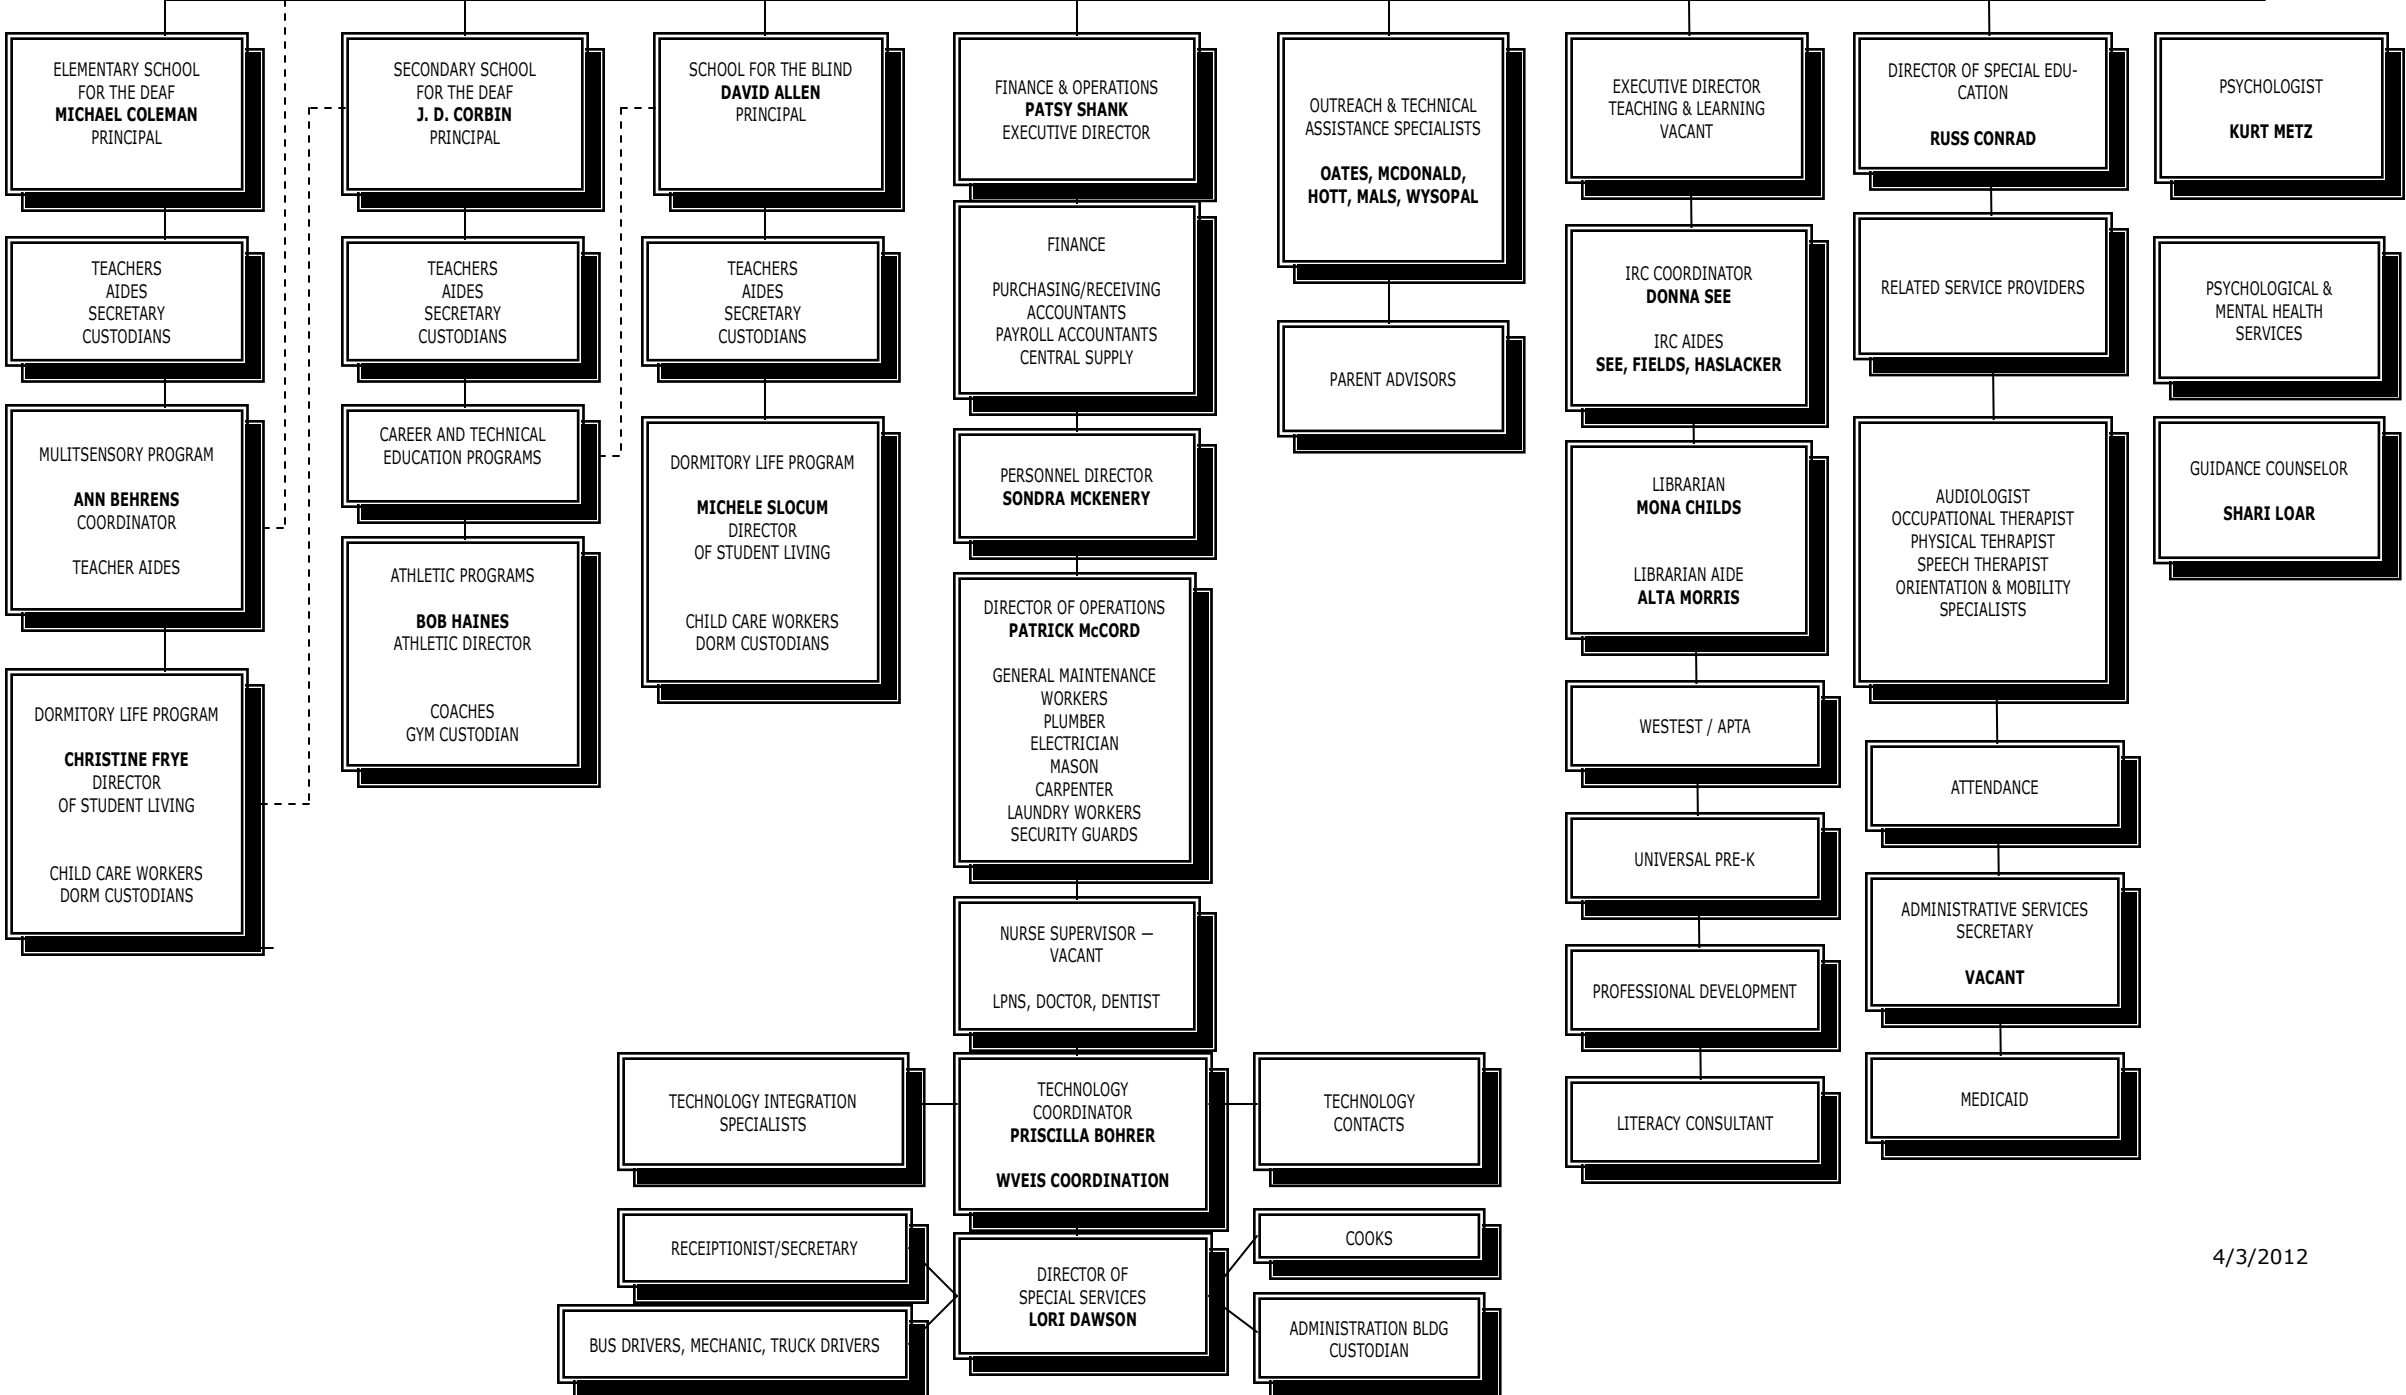 ELEMENTARY SCHOOL
FOR THE DEAF
MICHAEL COLEMAN
PRINCIPAL
TEACHERS
AIDES
SECRETARY
CUSTODIANS
MULITSENSORY PROGRAM
ANN BEHRENS
COORDINATOR
TEACHER AIDES
DORMITORY LIFE PROGRAM
CHRISTINE FRYE
DIRECTOR
OF STUDENT LIVING
CHILD CARE WORKERS
DORM CUSTODIANS
SECONDARY SCHOOL
FOR THE DEAF
J. D. CORBIN
PRINCIPAL
TEACHERS
AIDES
SECRETARY
CUSTODIANS
CAREER AND TECHNICAL
EDUCATION PROGRAMS
ATHLETIC PROGRAMS
BOB HAINES
ATHLETIC DIRECTOR
COACHES
GYM CUSTODIAN
SCHOOL FOR THE BLIND
DAVID ALLEN
PRINCIPAL
TEACHERS
AIDES
SECRETARY
CUSTODIANS
DORMITORY LIFE PROGRAM
MICHELE SLOCUM
DIRECTOR
OF STUDENT LIVING
CHILD CARE WORKERS
DORM CUSTODIANS
FINANCE & OPERATIONS
PATSY SHANK
EXECUTIVE DIRECTOR
FINANCE
PURCHASING/RECEIVING
ACCOUNTANTS
PAYROLL ACCOUNTANTS
CENTRAL SUPPLY
PERSONNEL DIRECTOR
SONDRA MCKENERY
DIRECTOR OF OPERATIONS
PATRICK McCORD
GENERAL MAINTENANCE
WORKERS
PLUMBER
ELECTRICIAN
MASON
CARPENTER
LAUNDRY WORKERS
SECURITY GUARDS
NURSE SUPERVISOR —
VACANT
LPNS, DOCTOR, DENTIST
TECHNOLOGY INTEGRATION
SPECIALISTS
TECHNOLOGY
COORDINATOR
PRISCILLA BOHRER
WVEIS COORDINATION
TECHNOLOGY
CONTACTS
RECEIPTIONIST/SECRETARY
BUS DRIVERS, MECHANIC, TRUCK DRIVERS
DIRECTOR OF
SPECIAL SERVICES
LORI DAWSON
COOKS
ADMINISTRATION BLDG
CUSTODIAN
OUTREACH & TECHNICAL
ASSISTANCE SPECIALISTS
OATES, MCDONALD,
HOTT, MALS, WYSOPAL
PARENT ADVISORS
EXECUTIVE DIRECTOR
TEACHING & LEARNING
VACANT
IRC COORDINATOR
DONNA SEE
IRC AIDES
SEE, FIELDS, HASLACKER
LIBRARIAN
MONA CHILDS
LIBRARIAN AIDE
ALTA MORRIS
WESTEST / APTA
UNIVERSAL PRE-K
PROFESSIONAL DEVELOPMENT
LITERACY CONSULTANT
DIRECTOR OF SPECIAL EDU-
CATION
RUSS CONRAD
RELATED SERVICE PROVIDERS
AUDIOLOGIST
OCCUPATIONAL THERAPIST
PHYSICAL TEHRAPIST
SPEECH THERAPIST
ORIENTATION & MOBILITY
SPECIALISTS
ATTENDANCE
ADMINISTRATIVE SERVICES
SECRETARY
VACANT
MEDICAID
PSYCHOLOGIST
KURT METZ
PSYCHOLOGICAL &
MENTAL HEALTH
SERVICES
GUIDANCE COUNSELOR
SHARI LOAR
4/3/2012